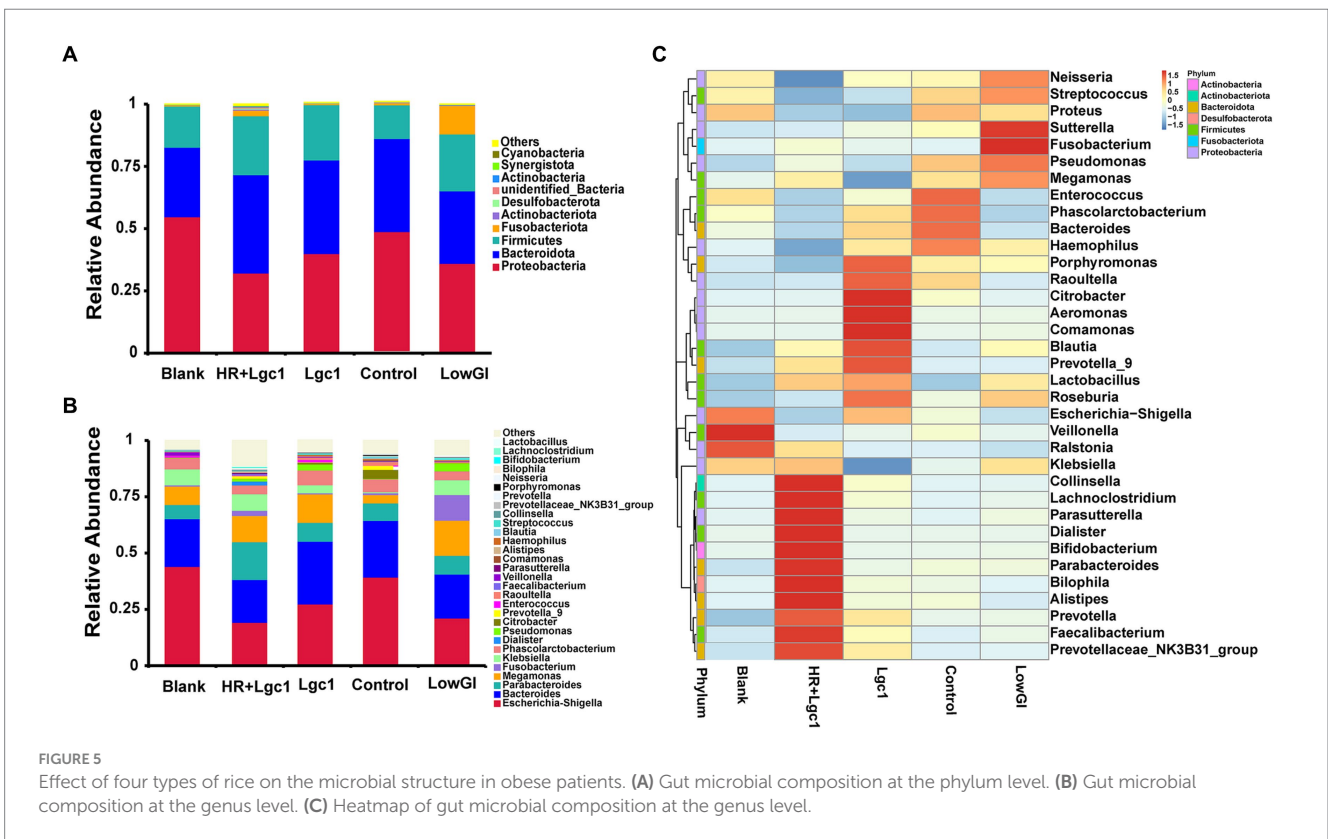 A
Relative Abundance
1
0.75
0.5
0.25
0
Blank
HR+Lgc1
Lgc1
Control
LowGI
Others
Cyanobacteria
Synergistota
Actinobacteria
unidentified_Bacteria
Desulfobacterota
Actinobacteriota
Fusobacteriota
Firmicutes
Bacteroidota
Proteobacteria
B
Relative Abundance
1
0.75
0.5
0.25
0
Blank
HR+Lgc1
Lgc1
Control
LowGI
Others
Lactobacillus
Lachnoclostridium
Bifidobacterium
Bilophila
Neisseria
Porphyromonas
Prevotella
Prevotellaceae_NK3B31_group
Collinsella
Streptococcus
Blautia
Haemophilus
Alistipes
Comamonas
Parasutterella
Veillonella
Faecalibacterium
Raoultella
Enterococcus
Prevotella_9
Citrobacter
Pseudomonas
Dialister
Phascolarctobacterium
Klebsiella
Fusobacterium
Megamonas
Parabacteroides
Bacteroides
Escherichia-Shigella
C
Neisseria
Streptococcus
Proteus
Sutterella
Fusobacterium
Pseudomonas
Megamonas
Enterococcus
Phascolarctobacterium
Bacteroides
Haemophilus
Porphyromonas
Raoultella
Citrobacter
Aeromonas
Comamonas
Blautia
Prevotella_9
Lactobacillus
Roseburia
Escherichia−Shigella
Veillonella
Ralstonia
Klebsiella
Collinsella
Lachnoclostridium
Parasutterella
Dialister
Bifidobacterium
Parabacteroides
Bilophila
Alistipes
Prevotella
Faecalibacterium
Prevotellaceae_NK3B31_group
Phylum
Blank
HR+Lgc1
Lgc1
Control
LowGI
1.5
1
0.5
0
−0.5
−1
−1.5
Phylum
Actinobacteria
Actinobacteriota
Bacteroidota
Desulfobacterota
Firmicutes
Fusobacteriota
Proteobacteria
FIGURE 5
Effect of four types of rice on the microbial structure in obese patients. (A) Gut microbial composition at the phylum level. (B) Gut microbial
composition at the genus level. (C) Heatmap of gut microbial composition at the genus level.